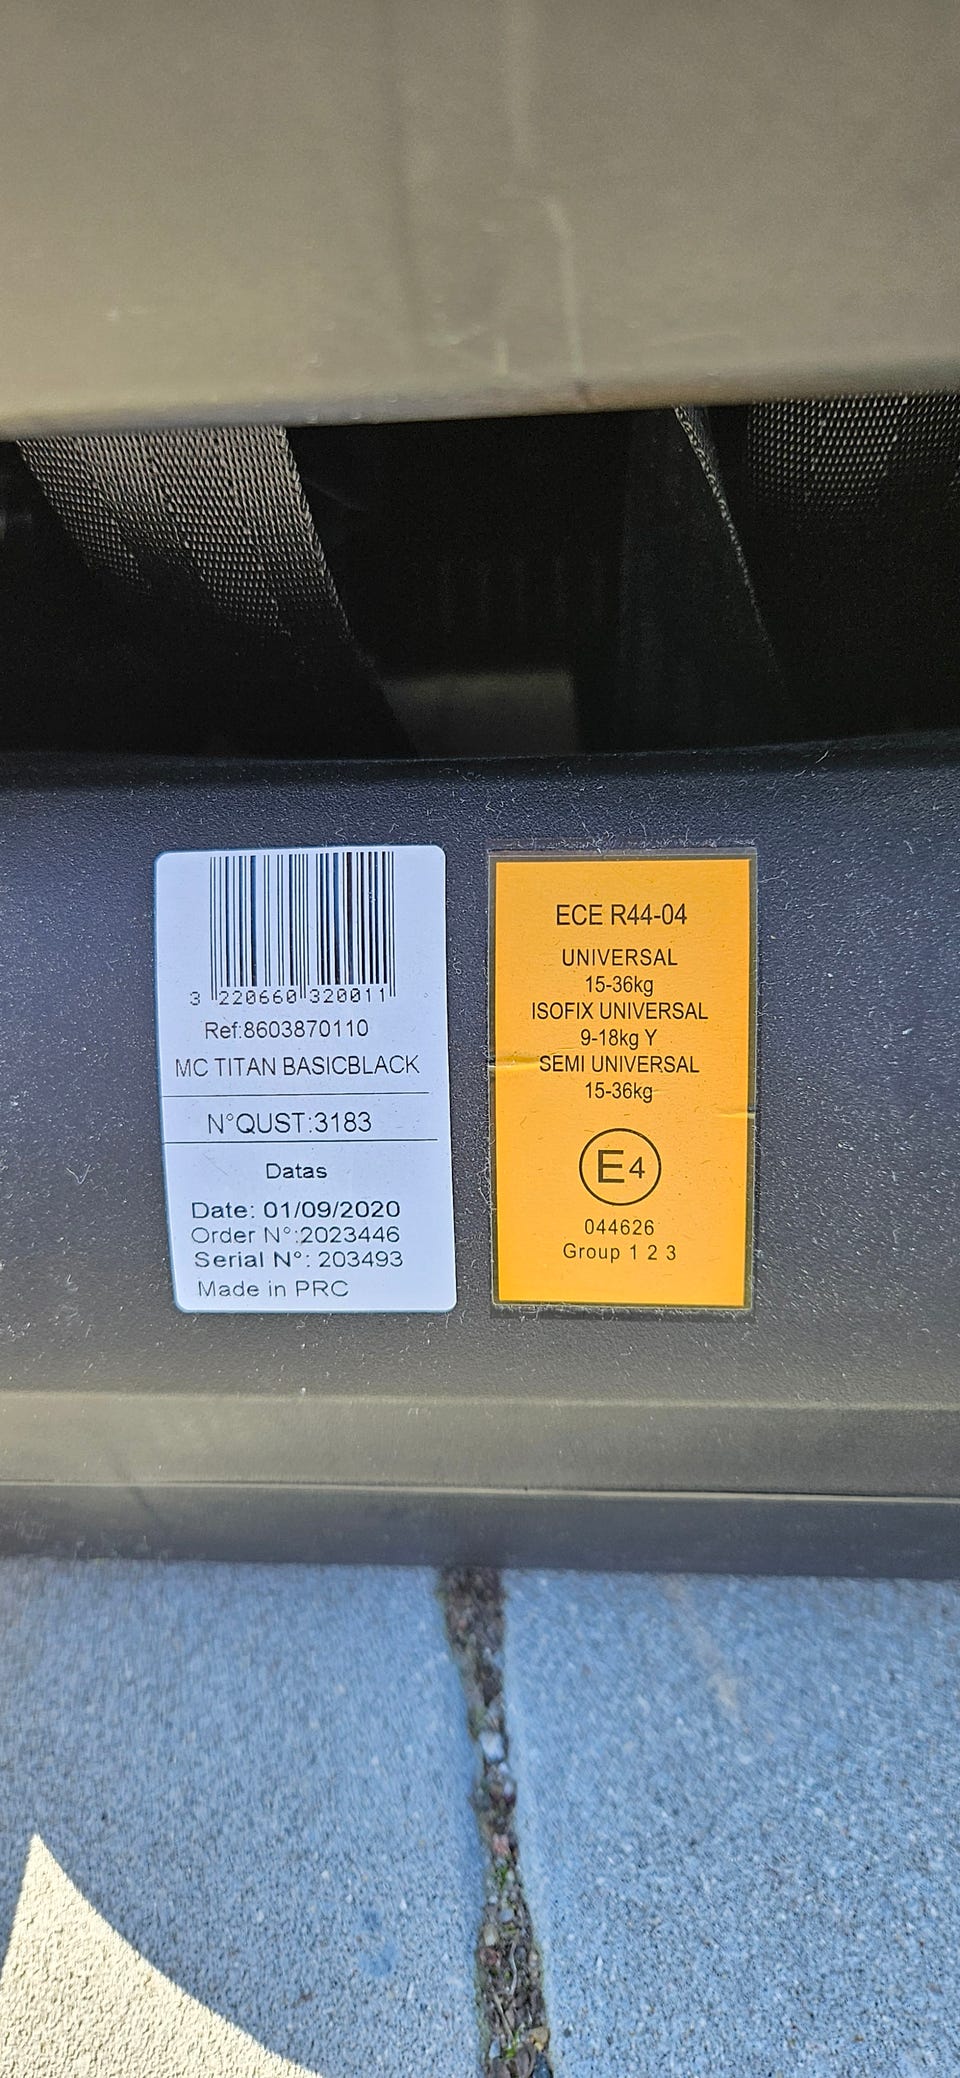 3 220660 320011
Ref:8603870110
MC TITAN BASICBLACK
N°QUST:3183
Datas
Date: 01/09/2020
Order N°:2023446
Serial N°: 203493
Made in PRC
ECE R44-04
UNIVERSAL
15-36kg
ISOFIX UNIVERSAL
9-18kg Y
SEMI UNIVERSAL
15-36kg
E4
044626
Group 1 2 3